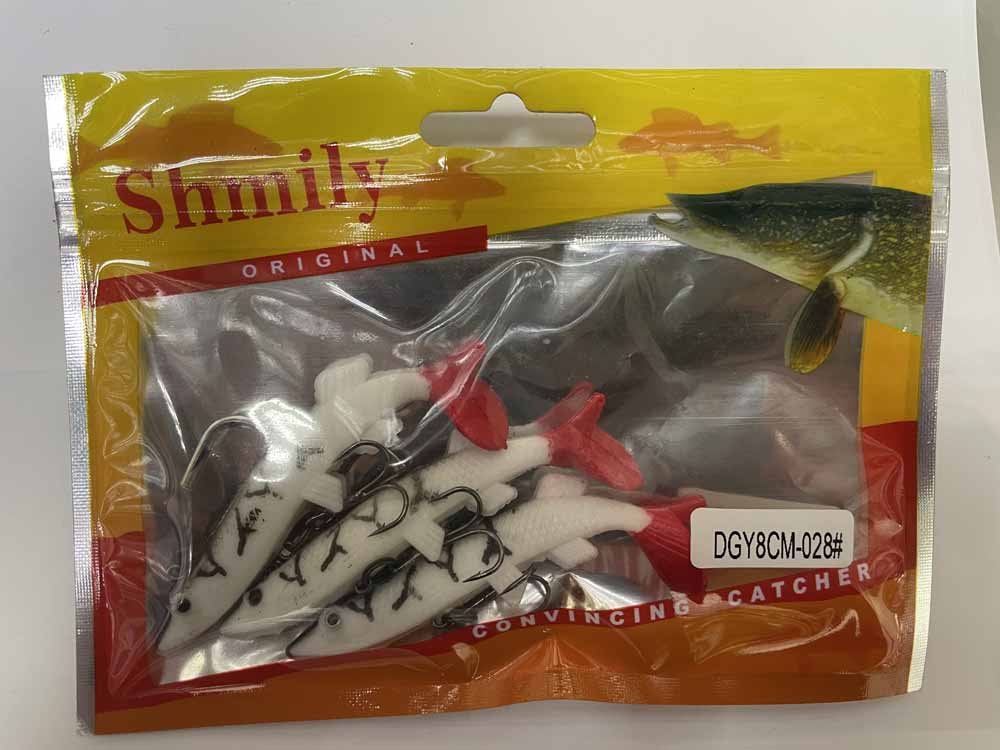 Shmily
ORIGINAL
DGY8CM-028#
CONVINCING CATCHER